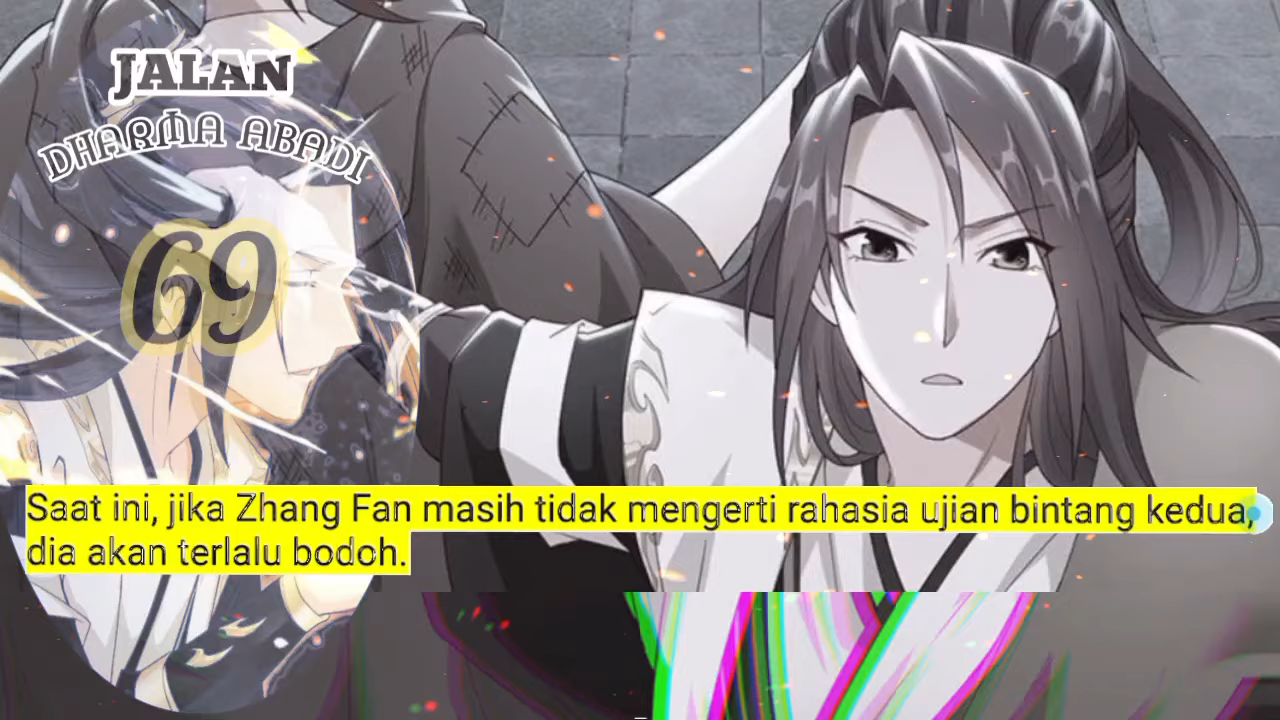 JALAN
DHARMA ABADI
69
Saat ini, jika Zhang Fan masih tidak mengerti rahasia ujian bintang kedua,
dia akan terlalu bodoh.